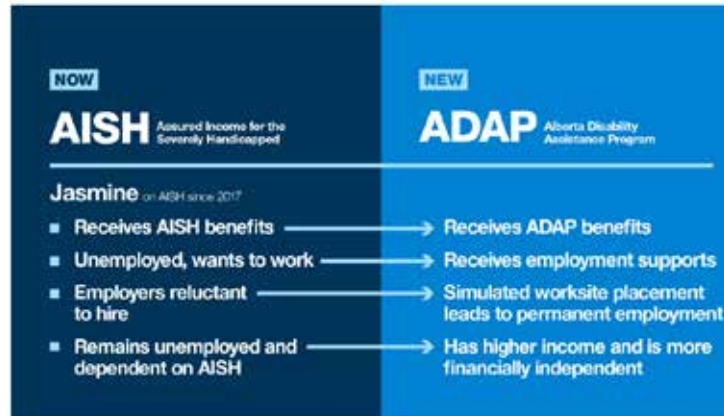 NOW
AISH Assured Income for the
Severely Handicapped
NEW
ADAP Alberta Disability
Assistance Program
Jasmine on AISH since 2017
Receives AISH benefits
Receives ADAP benefits
Unemployed, wants to work
Receives employment supports
Employers reluctant
to hire
Simulated worksite placement
leads to permanent employment
Remains unemployed and
dependent on AISH
Has higher income and is more
financially independent